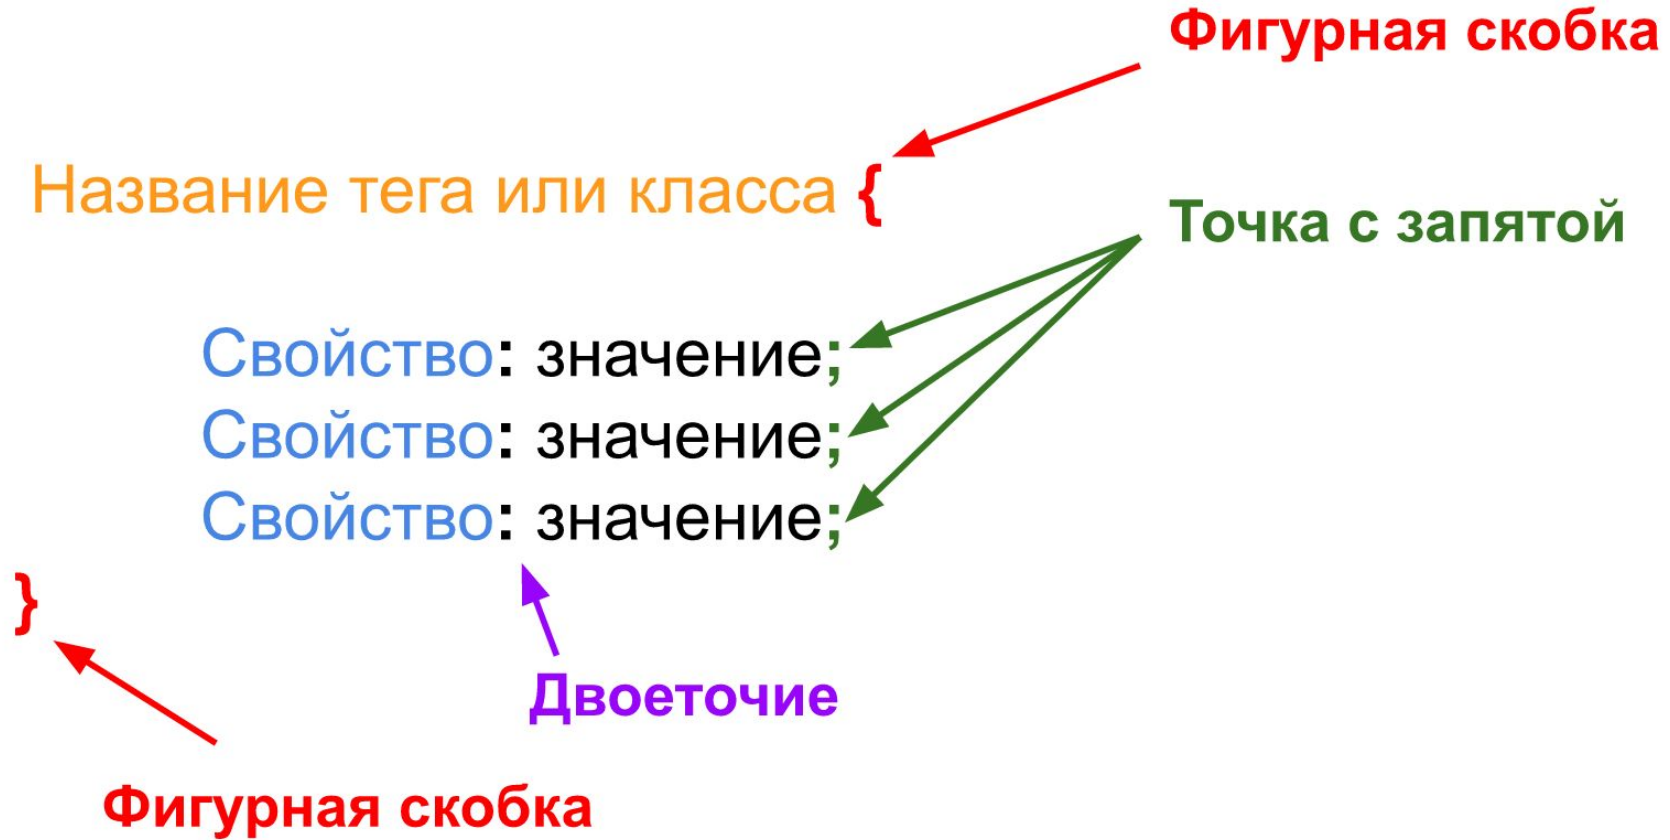 Фигурная скобка
Название тега или класса {
Точка с запятой
Свойство: значение;
Свойство: значение;
Свойство: значение;
}
Двоеточие
Фигурная скобка